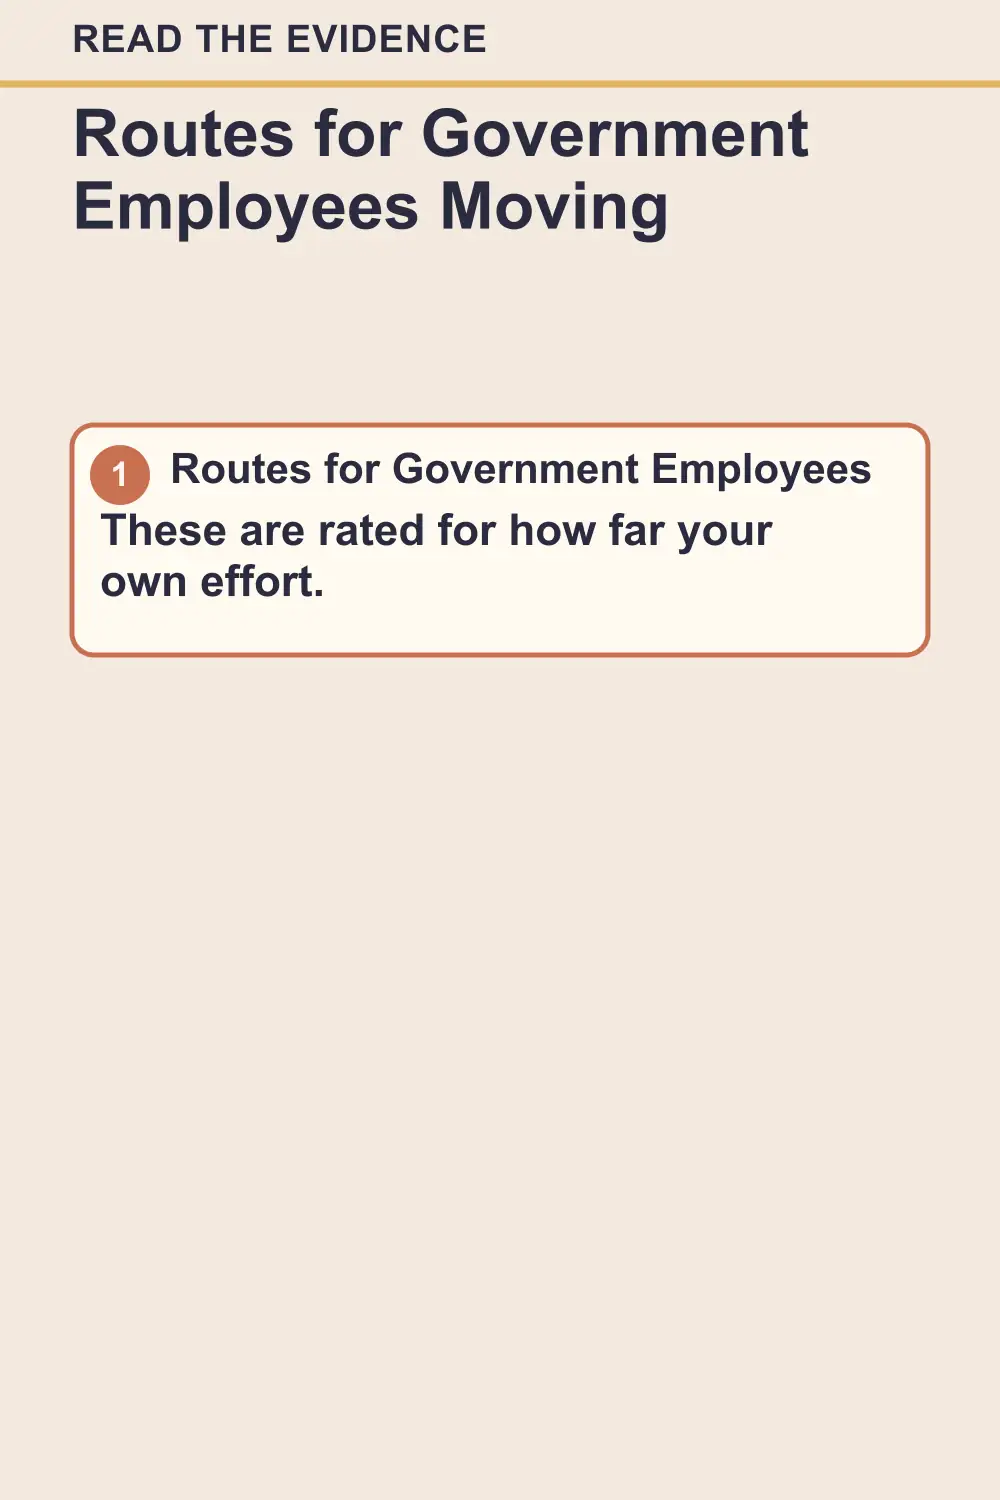 READ THE EVIDENCE
Routes for Government
Employees Moving
1 Routes for Government Employees
These are rated for how far your
own effort.